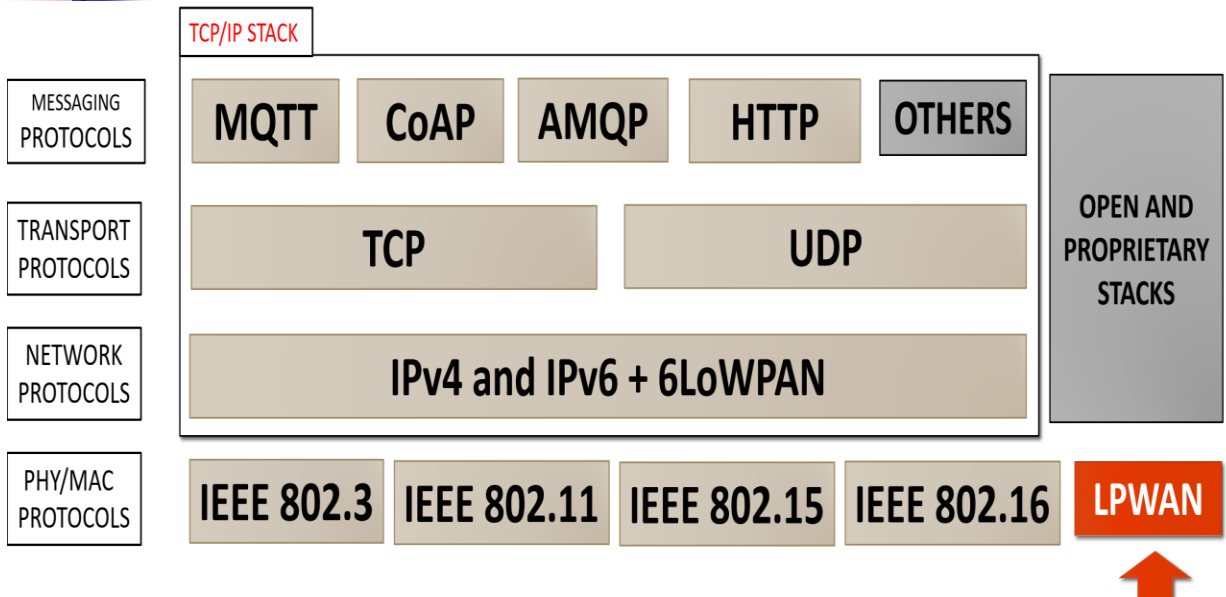 TCP/IP STACK
MESSAGING
PROTOCOLS
MQTT
CoAP
AMQP
HTTP
OTHERS
TRANSPORT
PROTOCOLS
TCP
UDP
OPEN AND
PROPRIETARY
STACKS
NETWORK
PROTOCOLS
IPv4 and IPv6 + 6LoWPAN
PHY/MAC
PROTOCOLS
IEEE 802.3
IEEE 802.11
IEEE 802.15
IEEE 802.16
LPWAN